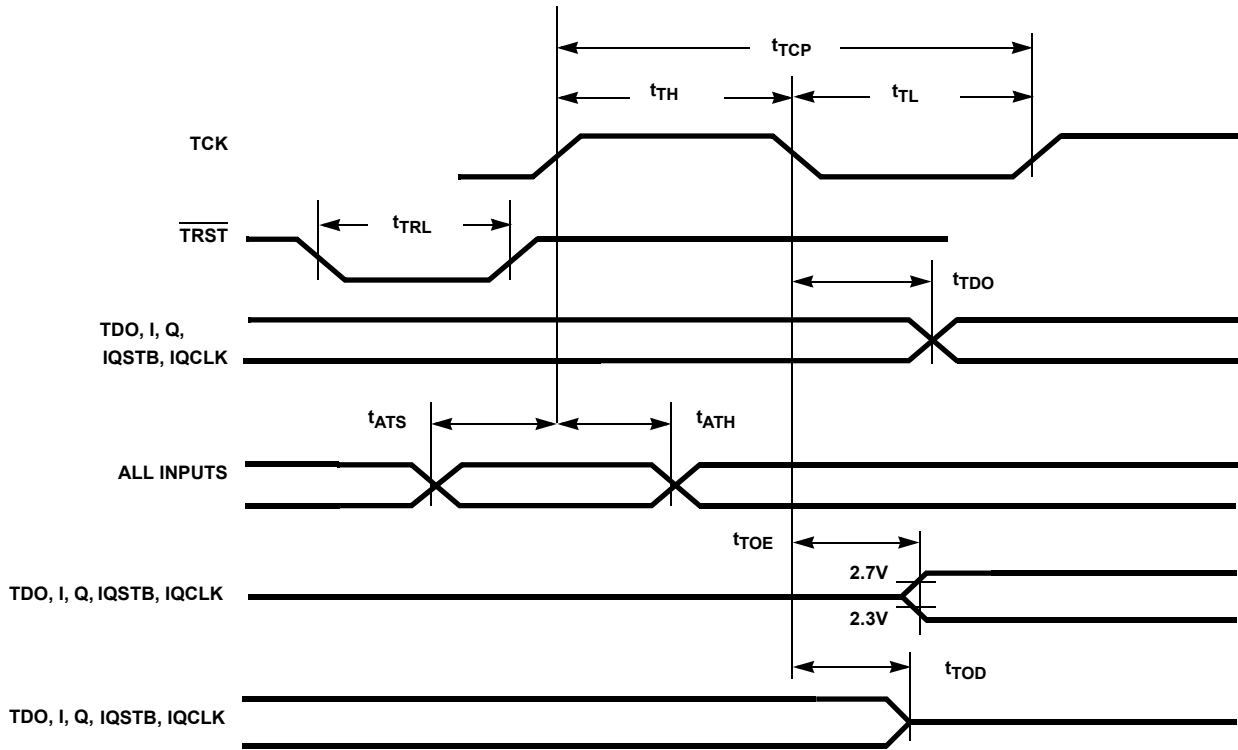 tTCP
tTH
tTL
TCK
tTRL
TRST
tTDO
TDO, I, Q,
IQSTB, IQCLK
tATS
tATH
ALL INPUTS
tTOE
2.7V
TDO, I, Q, IQSTB, IQCLK
2.3V
tTOD
TDO, I, Q, IQSTB, IQCLK